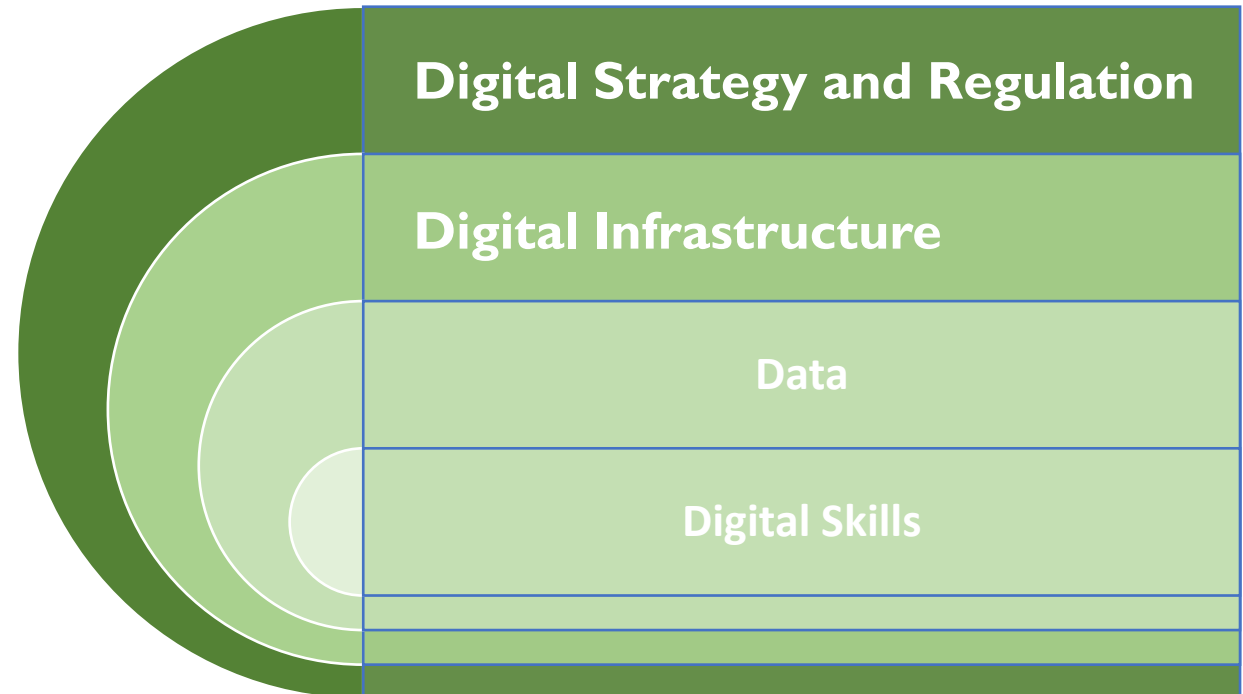 Digital Strategy and Regulation
Digital Infrastructure
Data
Digital Skills